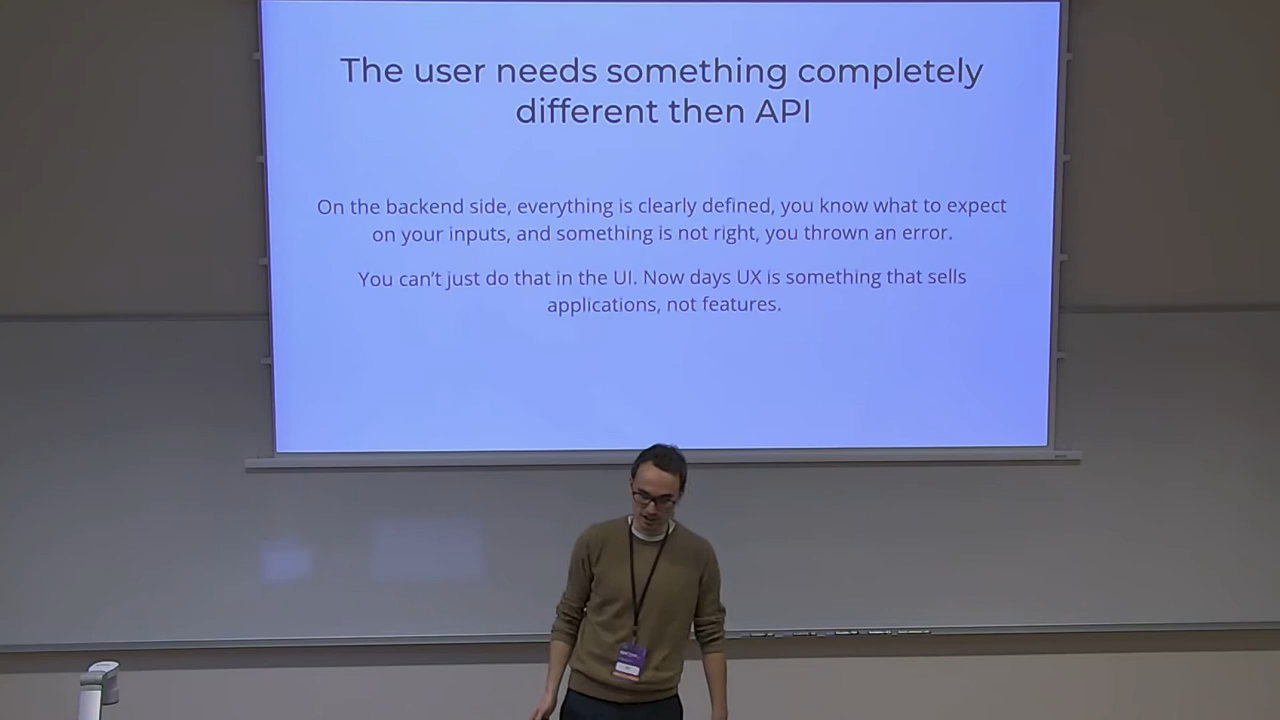 The user needs something completely
different then API
On the backend side, everything is clearly defined, you know what to expect
on your inputs, and something is not right, you thrown an error.
You can't just do that in the UI. Now days UX is something that sells
applications, not features.